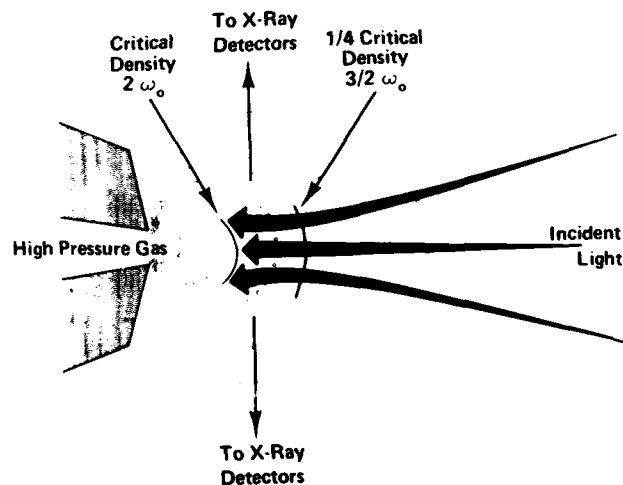 To X-Ray
Detectors
Critical
Density
2 ω₀
1/4 Critical
Density
3/2 ω₀
High Pressure Gas
Incident
Light
To X-Ray
Detectors